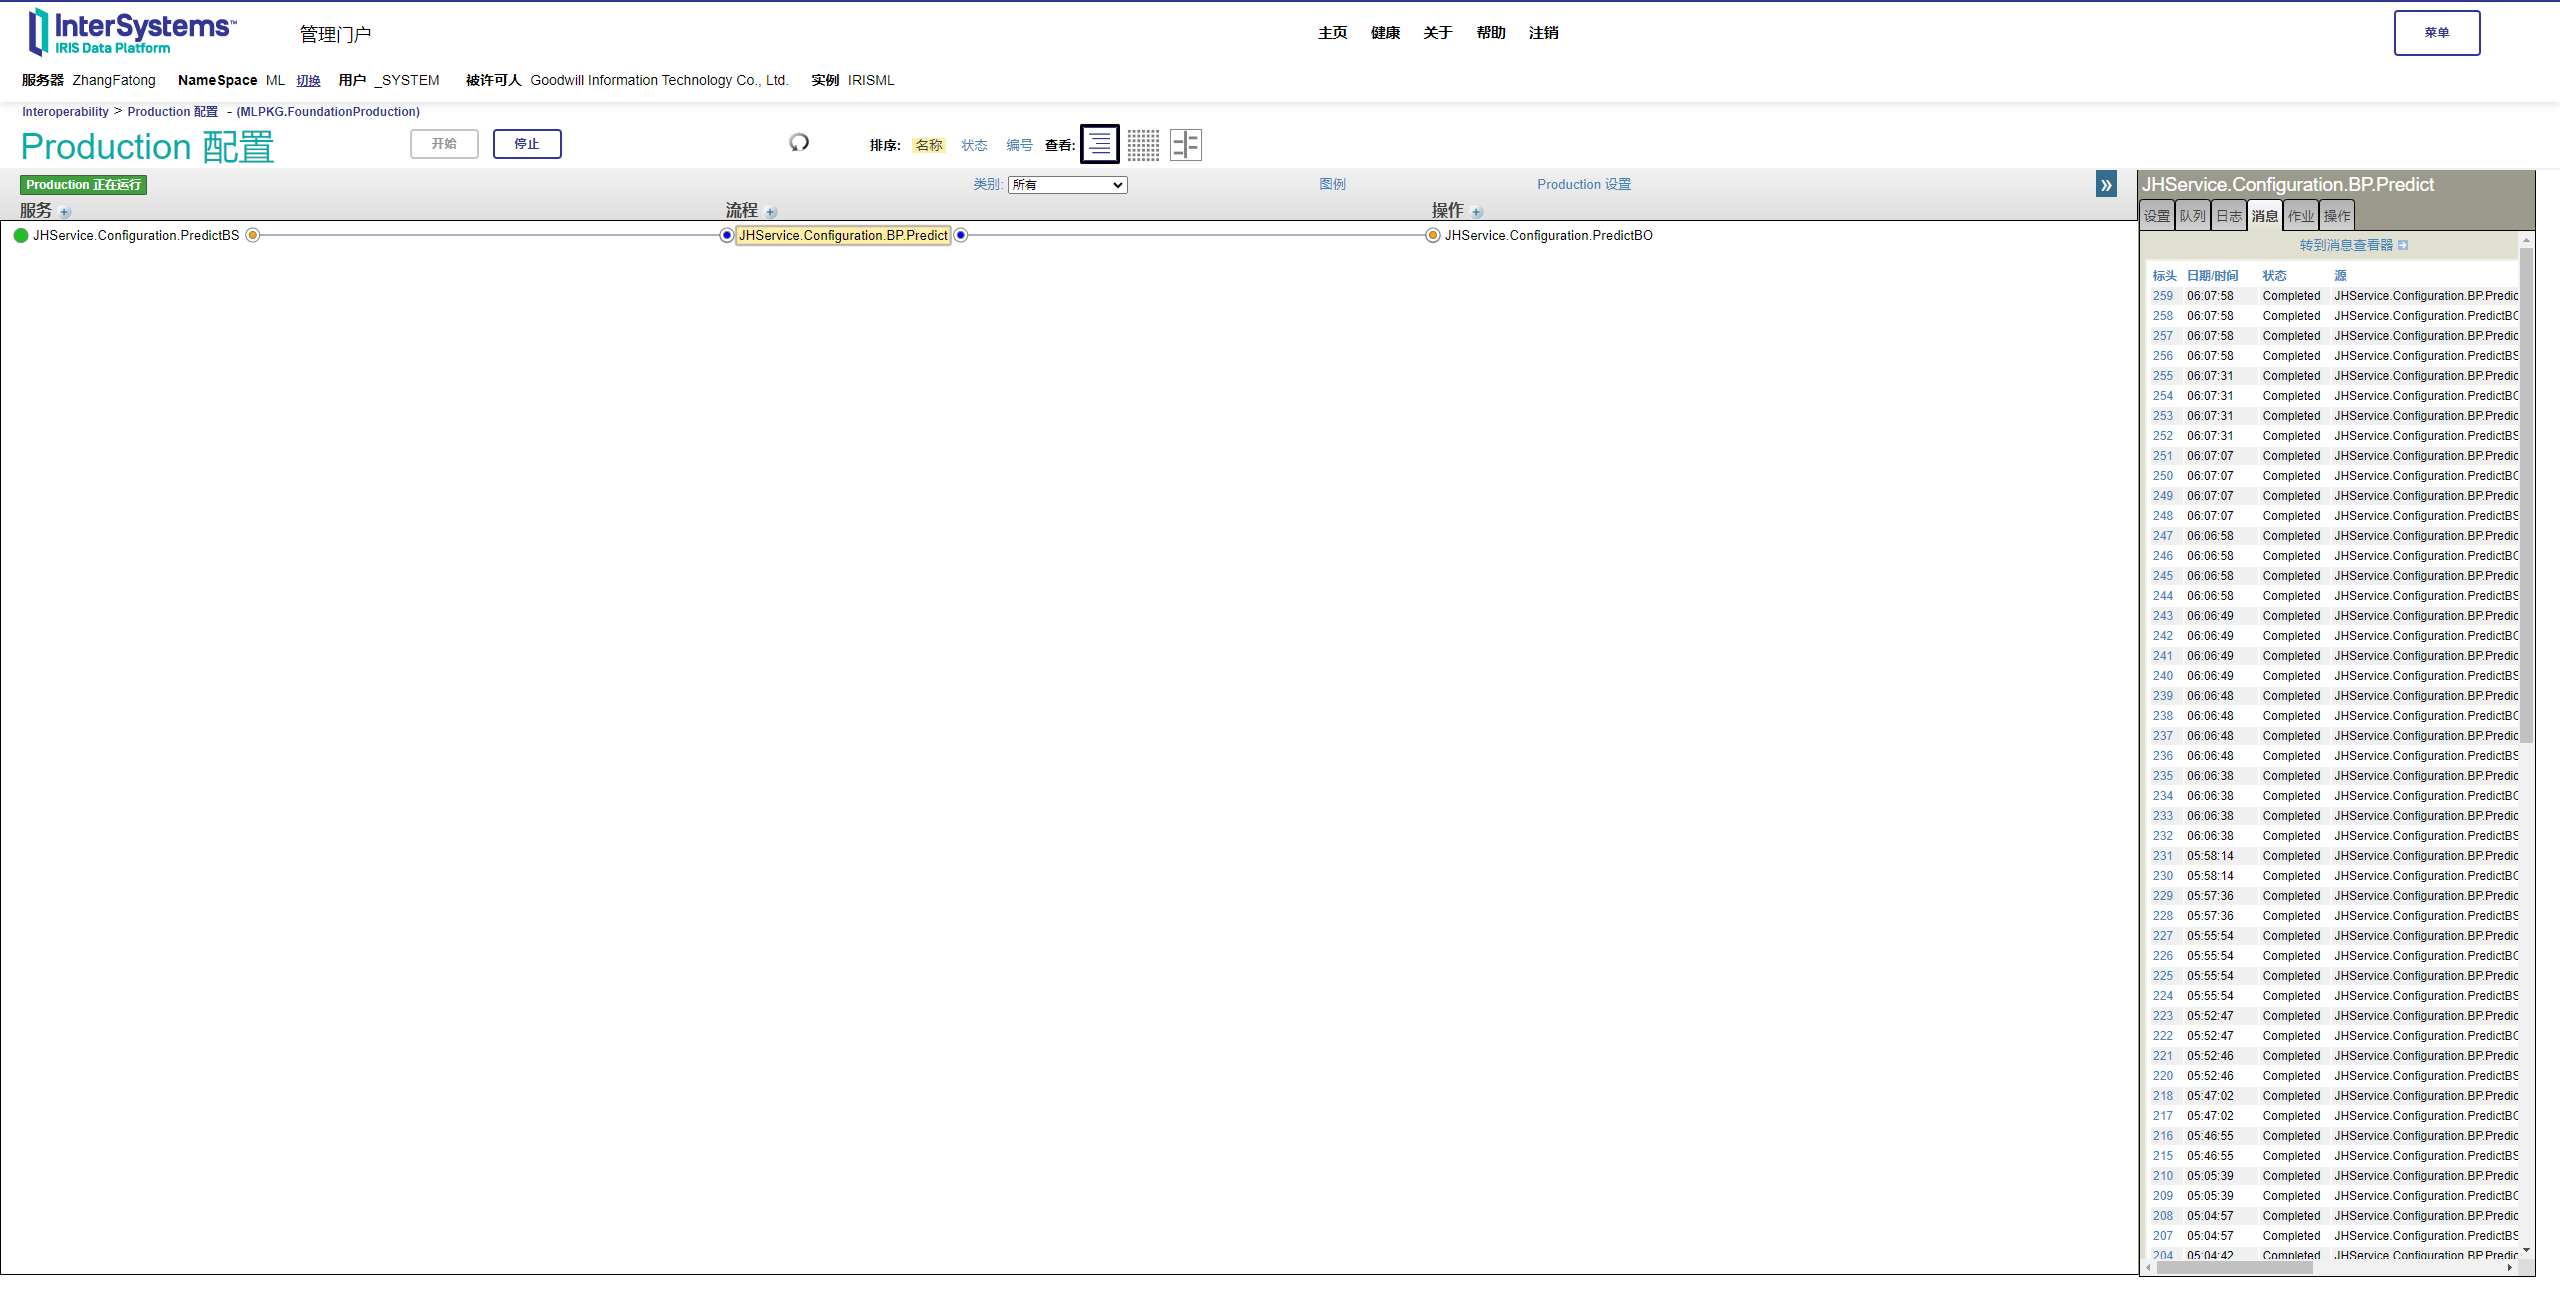 InterSystems™
IRIS Data Platform
管理门户
主页 健康 关于 帮助 注销
菜单
服务器 ZhangFatong NameSpace ML 切换 用户 _SYSTEM 被许可人 Goodwill Information Technology Co., Ltd. 实例 IRISML
Interoperability > Production 配置 - (MLPKG.FoundationProduction)
Production 配置
开始 停止
排序: 名称 状态 编号 查看:
Production 正在运行
类别: 所有
图例
Production 设置
服务 流程 操作
JHService.Configuration.PredictBS
JHService.Configuration.BP.Predict
JHService.Configuration.PredictBO
»
JHService.Configuration.BP.Predict
设置 队列 日志 消息 作业 操作
转到消息查看器
标头 日期/时间 状态 源
259 06:07:58 Completed JHService.Configuration.BP.Predic
258 06:07:58 Completed JHService.Configuration.PredictBO
257 06:07:58 Completed JHService.Configuration.BP.Predic
256 06:07:58 Completed JHService.Configuration.PredictBS
255 06:07:31 Completed JHService.Configuration.BP.Predic
254 06:07:31 Completed JHService.Configuration.PredictBO
253 06:07:31 Completed JHService.Configuration.BP.Predic
252 06:07:31 Completed JHService.Configuration.PredictBS
251 06:07:07 Completed JHService.Configuration.BP.Predic
250 06:07:07 Completed JHService.Configuration.PredictBO
249 06:07:07 Completed JHService.Configuration.BP.Predic
248 06:07:07 Completed JHService.Configuration.PredictBS
247 06:06:58 Completed JHService.Configuration.BP.Predic
246 06:06:58 Completed JHService.Configuration.PredictBO
245 06:06:58 Completed JHService.Configuration.BP.Predic
244 06:06:58 Completed JHService.Configuration.PredictBS
243 06:06:49 Completed JHService.Configuration.BP.Predic
242 06:06:49 Completed JHService.Configuration.PredictBO
241 06:06:49 Completed JHService.Configuration.BP.Predic
240 06:06:49 Completed JHService.Configuration.PredictBS
239 06:06:48 Completed JHService.Configuration.BP.Predic
238 06:06:48 Completed JHService.Configuration.PredictBO
237 06:06:48 Completed JHService.Configuration.BP.Predic
236 06:06:48 Completed JHService.Configuration.PredictBS
235 06:06:38 Completed JHService.Configuration.BP.Predic
234 06:06:38 Completed JHService.Configuration.PredictBO
233 06:06:38 Completed JHService.Configuration.BP.Predic
232 06:06:38 Completed JHService.Configuration.PredictBS
231 05:58:14 Completed JHService.Configuration.BP.Predic
230 05:58:14 Completed JHService.Configuration.PredictBO
229 05:57:36 Completed JHService.Configuration.BP.Predic
228 05:57:36 Completed JHService.Configuration.PredictBS
227 05:55:54 Completed JHService.Configuration.BP.Predic
226 05:55:54 Completed JHService.Configuration.PredictBO
225 05:55:54 Completed JHService.Configuration.BP.Predic
224 05:55:54 Completed JHService.Configuration.PredictBS
223 05:52:47 Completed JHService.Configuration.BP.Predic
222 05:52:47 Completed JHService.Configuration.PredictBO
221 05:52:46 Completed JHService.Configuration.BP.Predic
220 05:52:46 Completed JHService.Configuration.PredictBS
218 05:47:02 Completed JHService.Configuration.BP.Predic
217 05:47:02 Completed JHService.Configuration.PredictBO
216 05:46:55 Completed JHService.Configuration.BP.Predic
215 05:46:55 Completed JHService.Configuration.PredictBS
210 05:05:39 Completed JHService.Configuration.BP.Predic
209 05:05:39 Completed JHService.Configuration.PredictBO
208 05:04:57 Completed JHService.Configuration.BP.Predic
207 05:04:57 Completed JHService.Configuration.PredictBS
204 05:04:42 Completed JHService.Configuration.BP.Predic